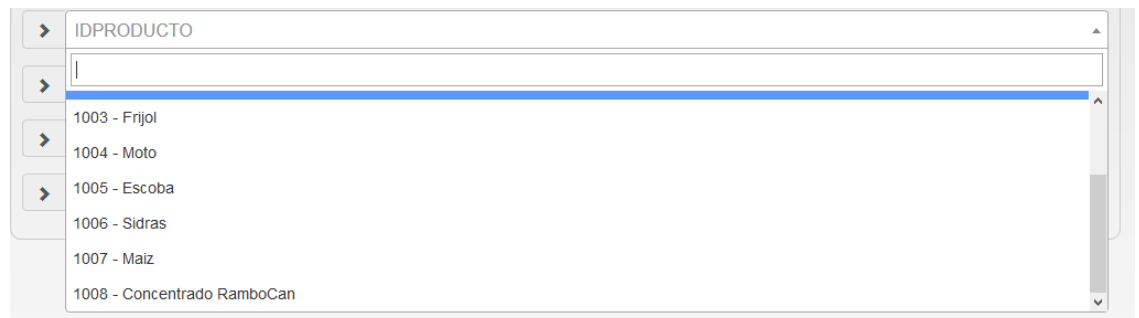 IDPRODUCTO
1003 - Frijol
1004 - Moto
1005 - Escoba
1006 - Sidras
1007 - Maiz
1008 - Concentrado RamboCan